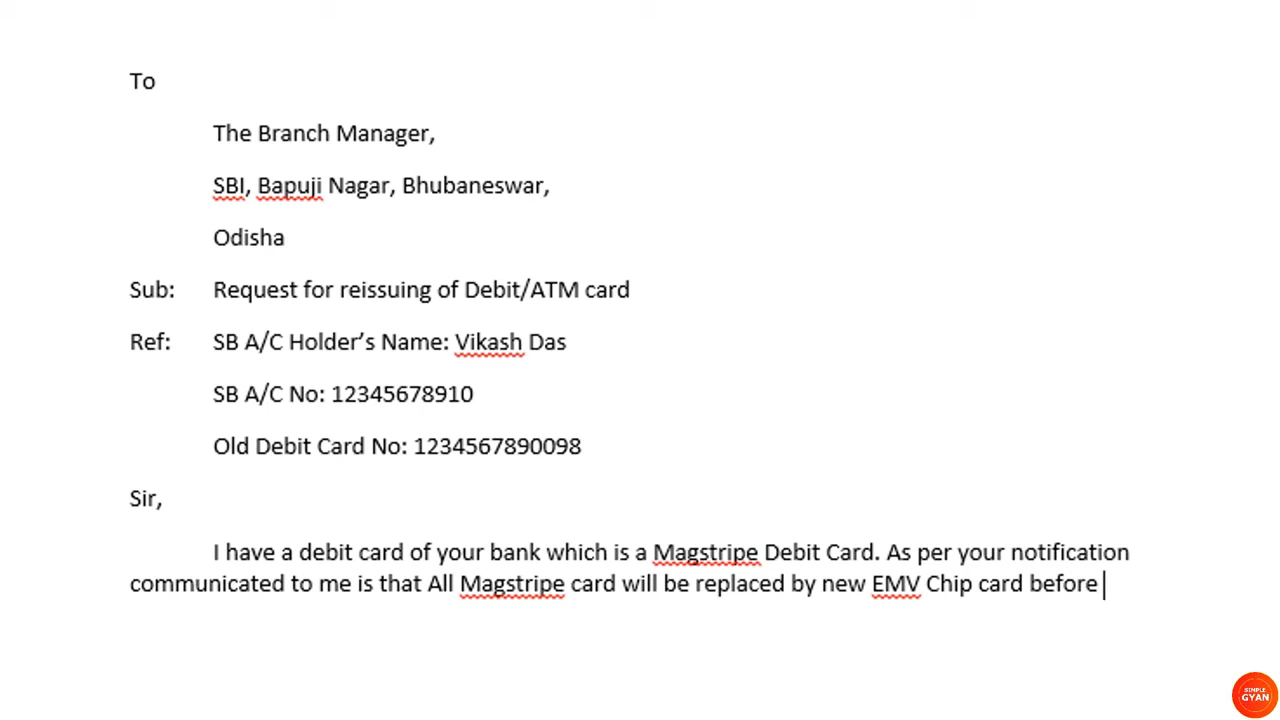 To
The Branch Manager,
SBI, Bapuji Nagar, Bhubaneswar,
Odisha
Sub: Request for reissuing of Debit/ATM card
Ref: SB A/C Holder’s Name: Vikash Das
SB A/C No: 12345678910
Old Debit Card No: 1234567890098
Sir,
I have a debit card of your bank which is a Magstripe Debit Card. As per your notification
communicated to me is that All Magstripe card will be replaced by new EMV Chip card before
SIMPLE
GYAN